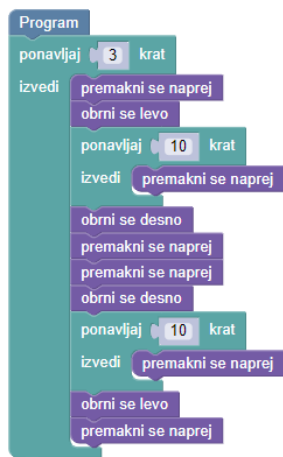 Program
ponavljaj 3 krat
izvedi premakni se naprej
obrni se levo
ponavljaj 10 krat
izvedi premakni se naprej
obrni se desno
premakni se naprej
premakni se naprej
obrni se desno
ponavljaj 10 krat
izvedi premakni se naprej
obrni se levo
premakni se naprej